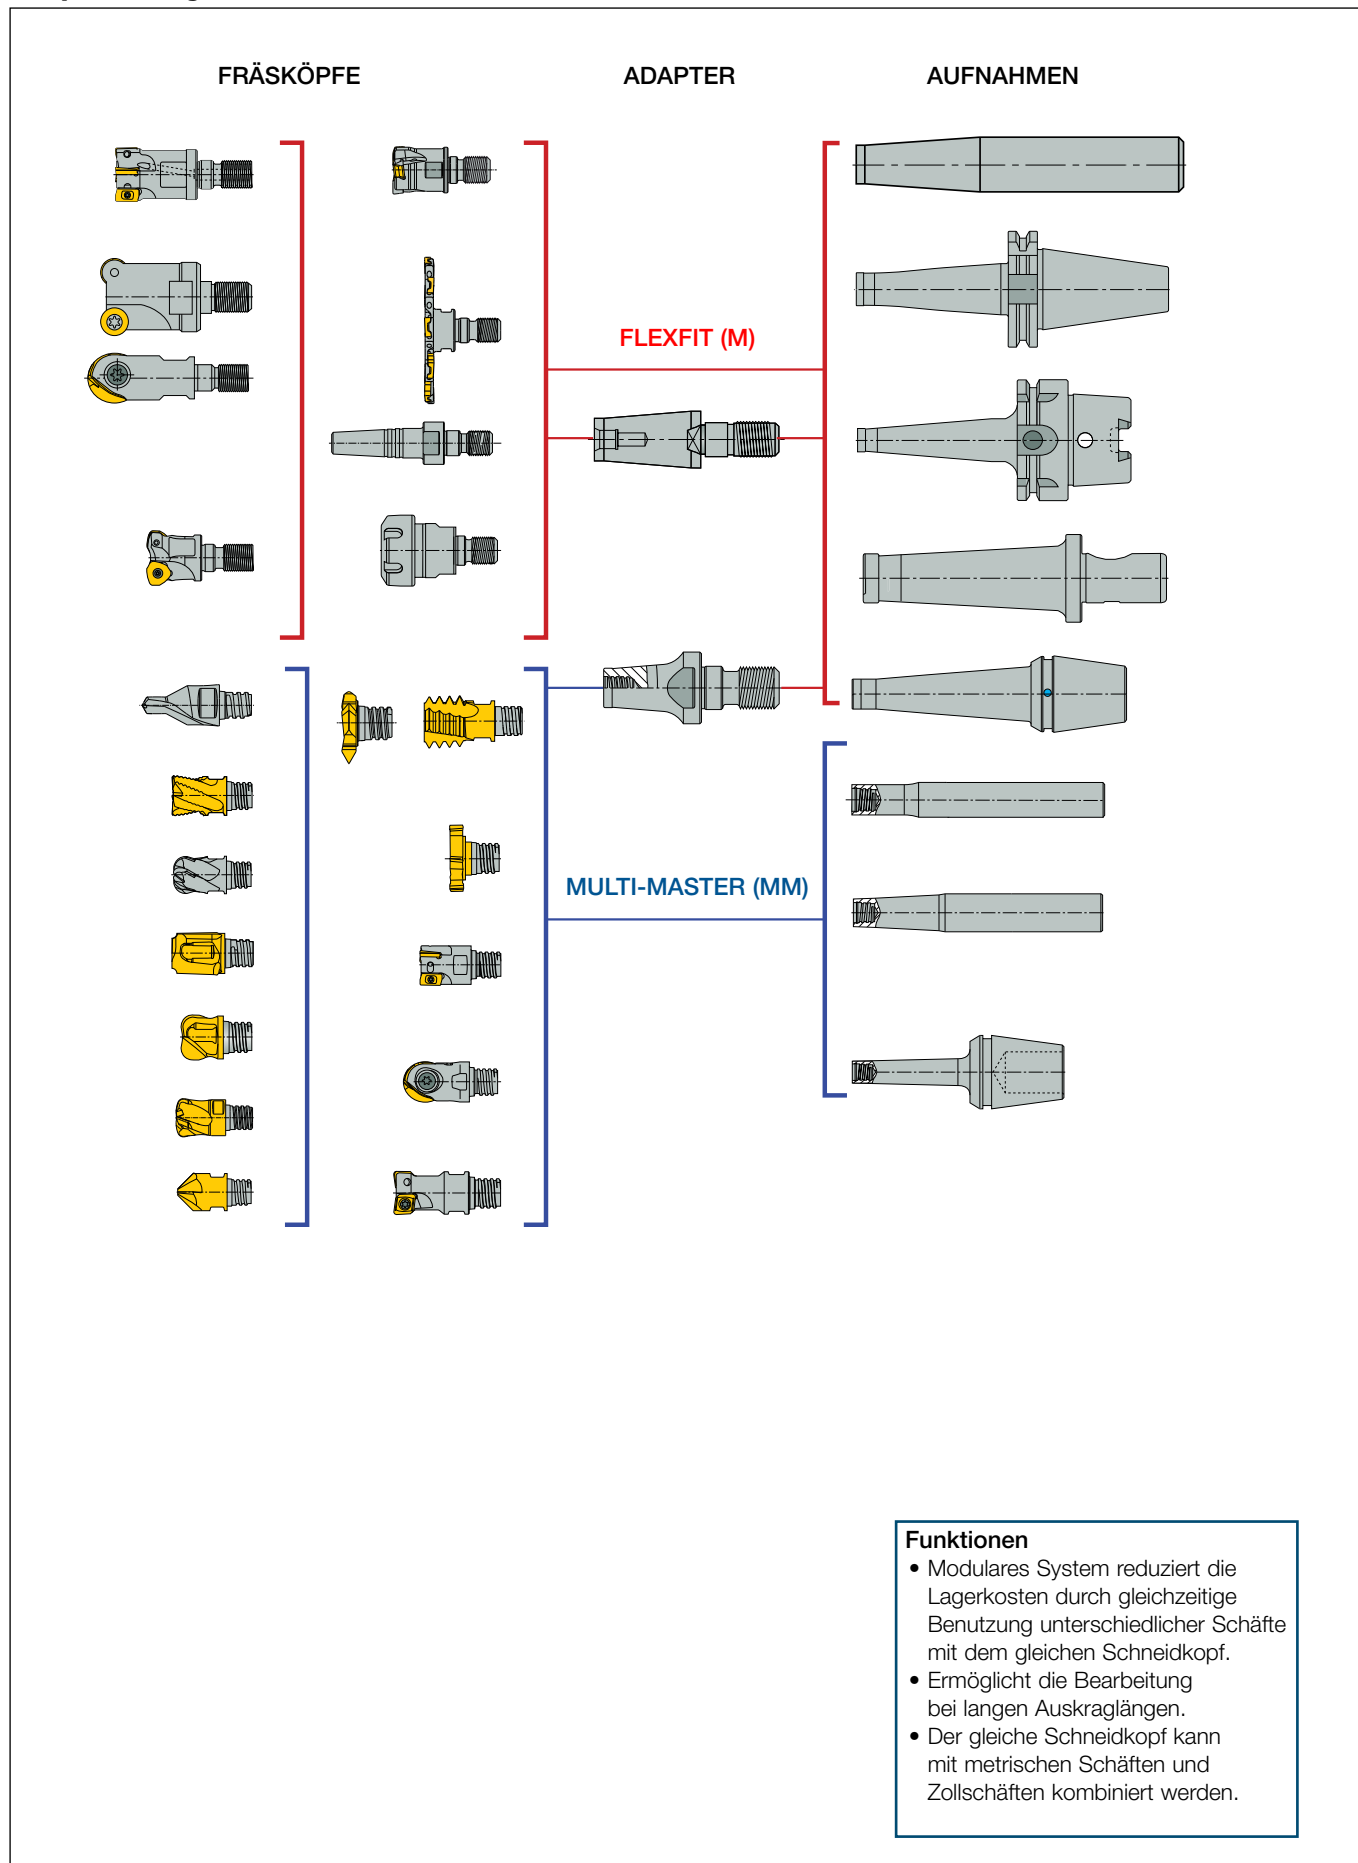 FRÄSKÖPFE
ADAPTER
AUFNAHMEN
FLEXFIT (M)
MULTI-MASTER (MM)
Funktionen
• Modulares System reduziert die
Lagerkosten durch gleichzeitige
Benutzung unterschiedlicher Schäfte
mit dem gleichen Schneidkopf.
• Ermöglicht die Bearbeitung
bei langen Auskraglängen.
• Der gleiche Schneidkopf kann
mit metrischen Schäften und
Zollschäften kombiniert werden.